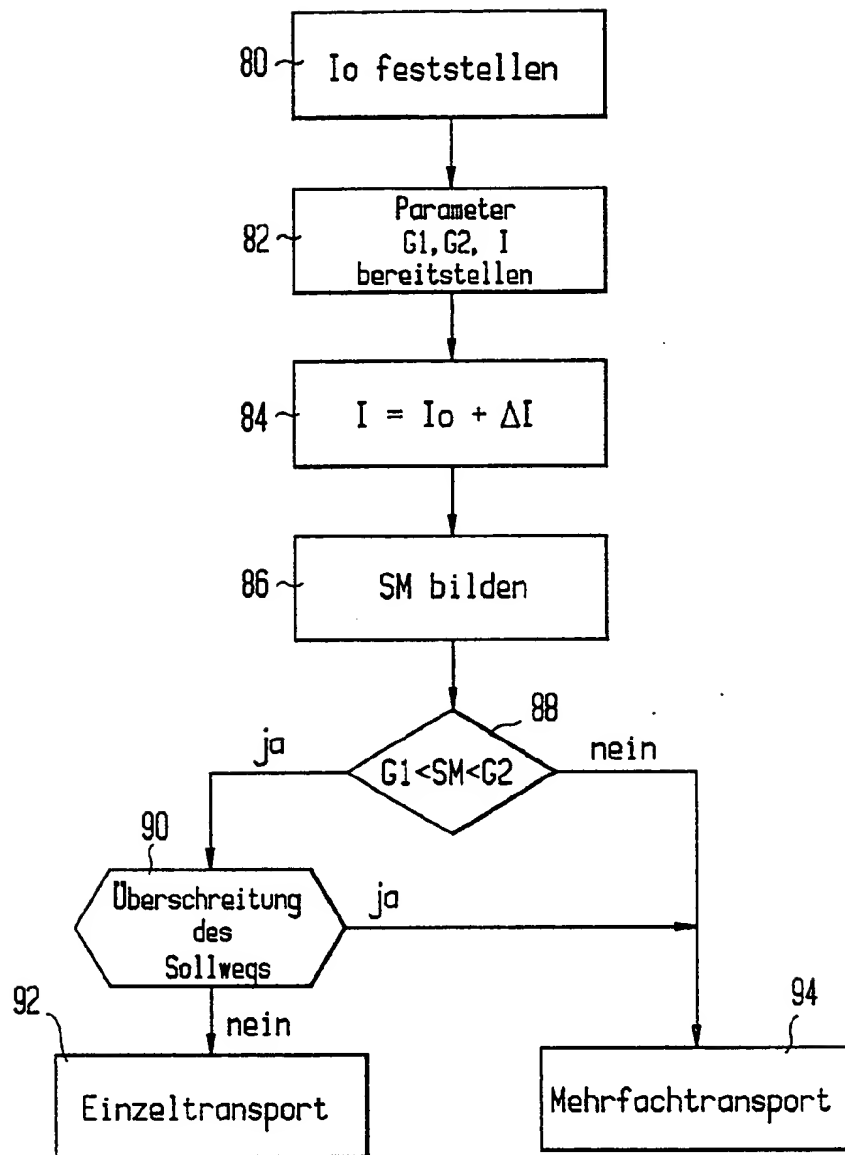 80
Io feststellen
82
Parameter
G1, G2, I
bereitstellen
84
I = Io + ΔI
86
SM bilden
88
ja
G1<SM<G2
nein
90
Überschreitung
des
Sollwegs
ja
92
nein
94
Einzeltransport
Mehrfachtransport